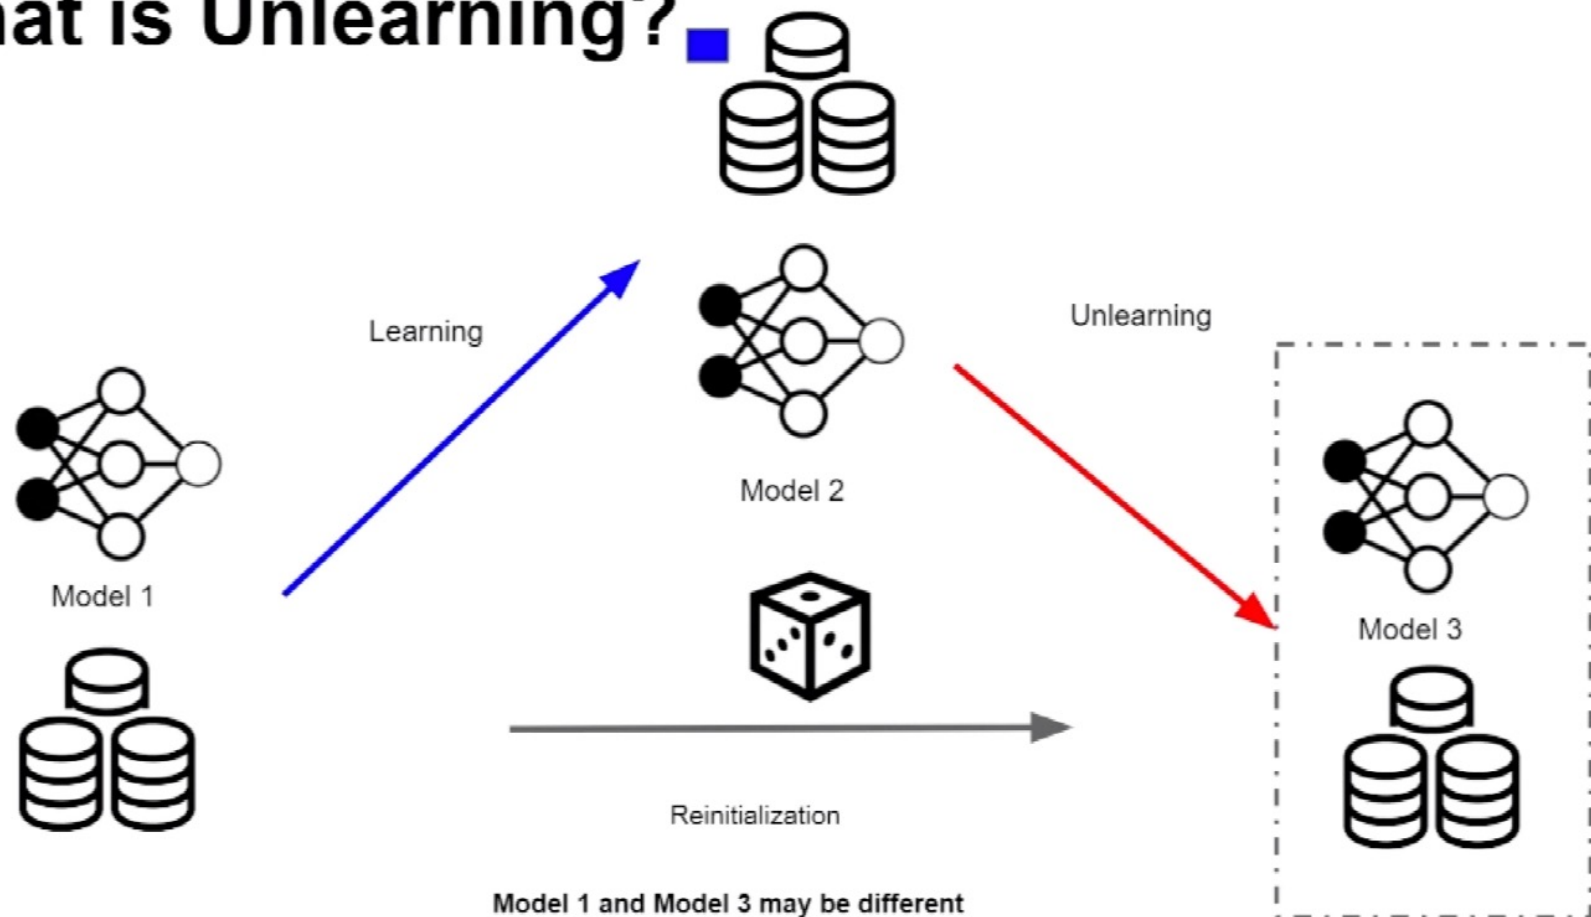 hat is Unlearning?
Learning
Unlearning
Model 2
Model 1
Model 3
Reinitialization
Model 1 and Model 3 may be different